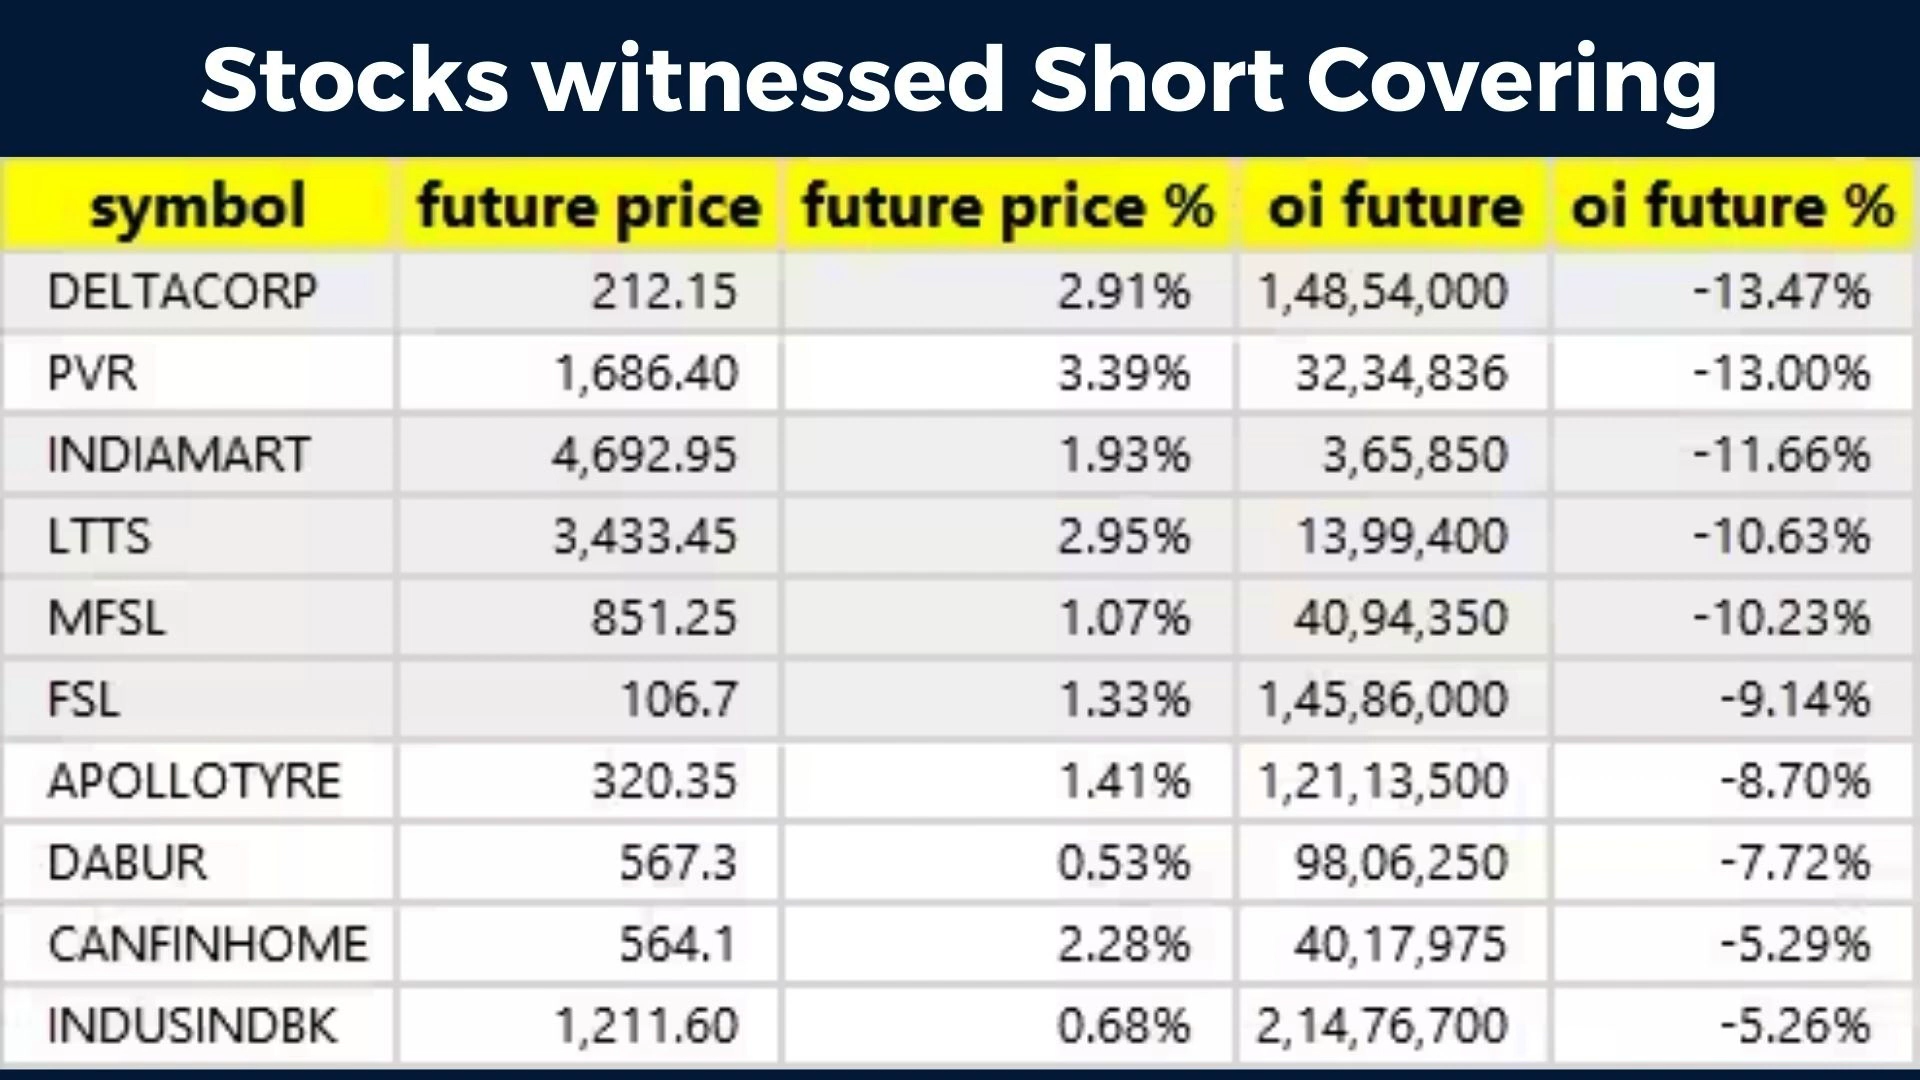 Stocks witnessed Short Covering
symbol future price future price % oi future oi future %
DELTACORP 212.15 2.91% 1,48,54,000 -13.47%
PVR 1,686.40 3.39% 32,34,836 -13.00%
INDIAMART 4,692.95 1.93% 3,65,850 -11.66%
LTTS 3,433.45 2.95% 13,99,400 -10.63%
MFSL 851.25 1.07% 40,94,350 -10.23%
FSL 106.7 1.33% 1,45,86,000 -9.14%
APOLLOTYRE 320.35 1.41% 1,21,13,500 -8.70%
DABUR 567.3 0.53% 98,06,250 -7.72%
CANFINHOME 564.1 2.28% 40,17,975 -5.29%
INDUSINDBK 1,211.60 0.68% 2,14,76,700 -5.26%